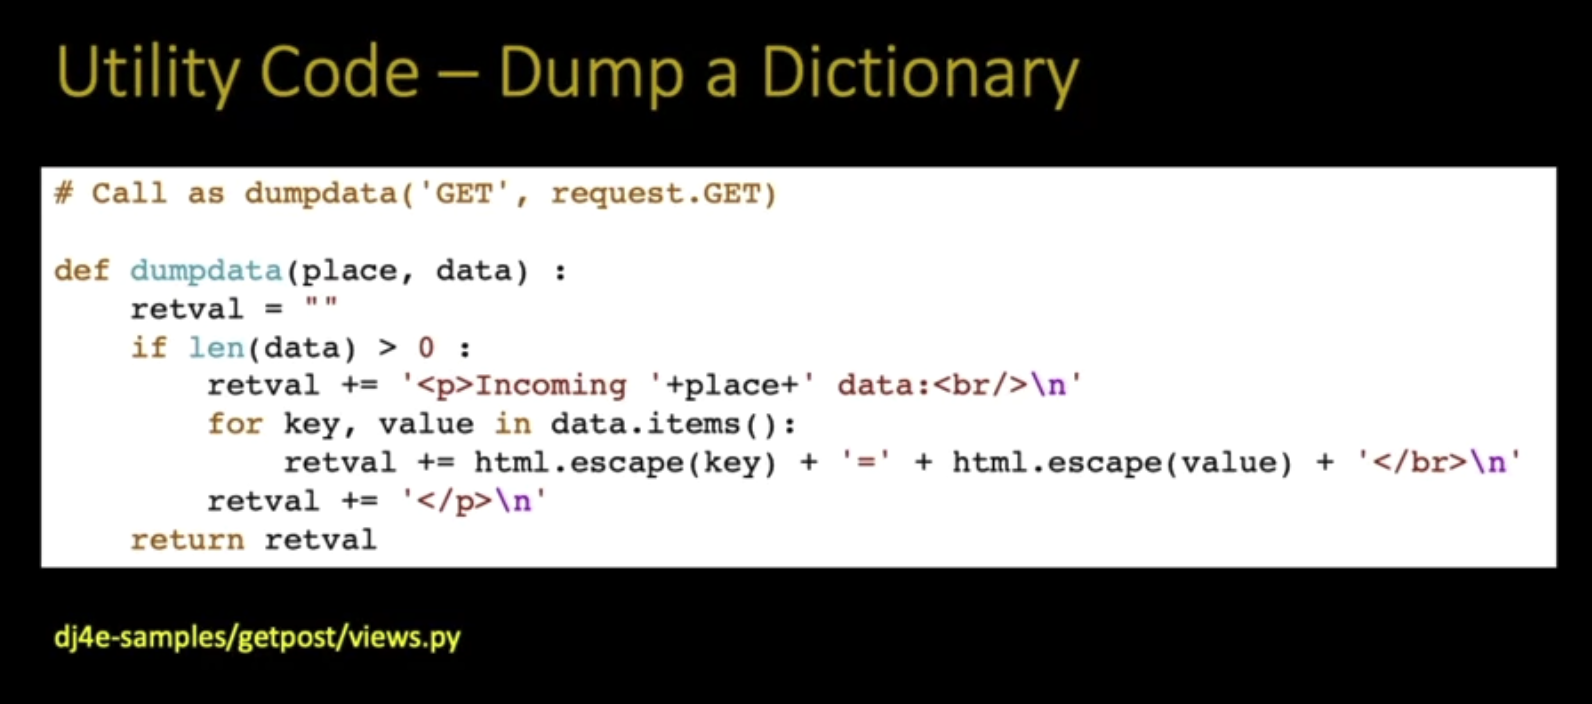 Utility Code – Dump a Dictionary
# Call as dumpdata('GET', request.GET)
def dumpdata(place, data) :
    retval = ""
    if len(data) > 0 :
        retval += '<p>Incoming '+place+' data:<br/>\n'
        for key, value in data.items():
            retval += html.escape(key) + '=' + html.escape(value) + '</br>\n'
        retval += '</p>\n'
    return retval
dj4e-samples/getpost/views.py